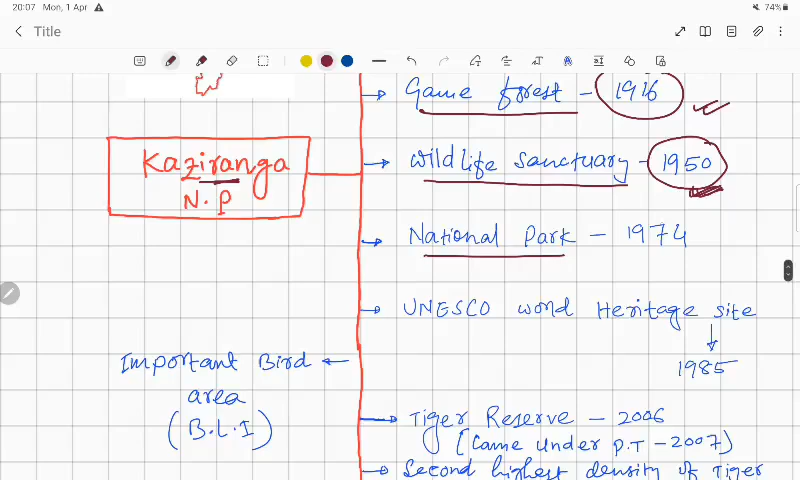 20:07 Mon, 1 Apr
74%
Title
Game forest - 1916
Wildlife Sanctuary - 1950
Kaziranga
N.P
National Park - 1974
UNESCO world Heritage site
1985
Important Bird
area
(B.L.I)
Tiger Reserve - 2006
(Came under P.T - 2007)
Second highest density of Tiger